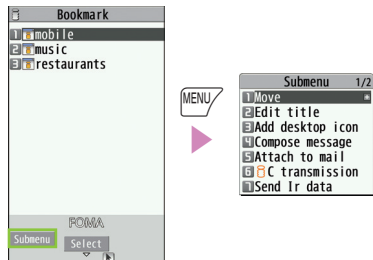 Bookmark
1 mobile
2 music
3 restaurants
FOMA
Submenu
Select
MENU
Submenu 1/2
1 Move
2 Edit title
3 Add desktop icon
4 Compose message
5 Attach to mail
6 C transmission
7 Send Ir data